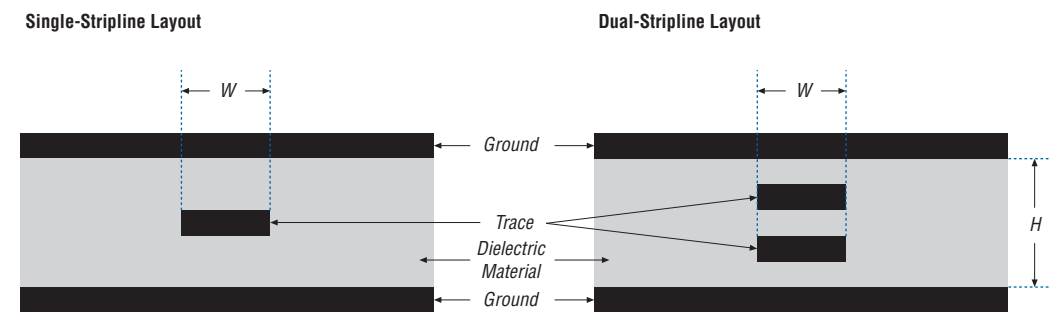 Single-Stripline Layout
Dual-Stripline Layout
W
W
Ground
Trace
H
Dielectric
Material
Ground